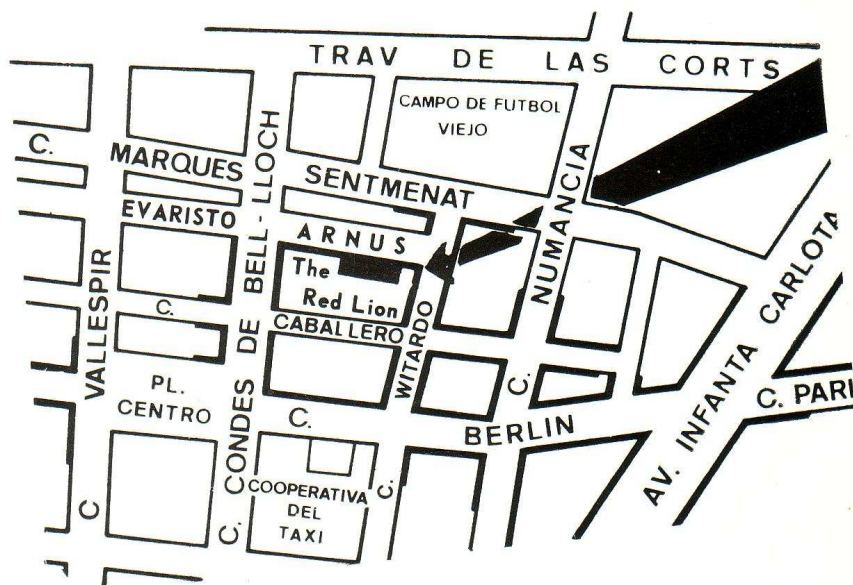 TRAV DE LAS CORTS
CAMPO DE FUTBOL
VIEJO
C. MARQUES SENTMENAT
EVARISTO ARNUS
The
Red Lion
C. CABALLERO
C. VALLESPIR
C. CONDES DE BELL-LLOCH
C. WITARDO
C. NUMANCIA
PL.
CENTRO
C. BERLIN
COOPERATIVA
DEL
TAXI
AV. INFANTA CARLOTA
C. PARI